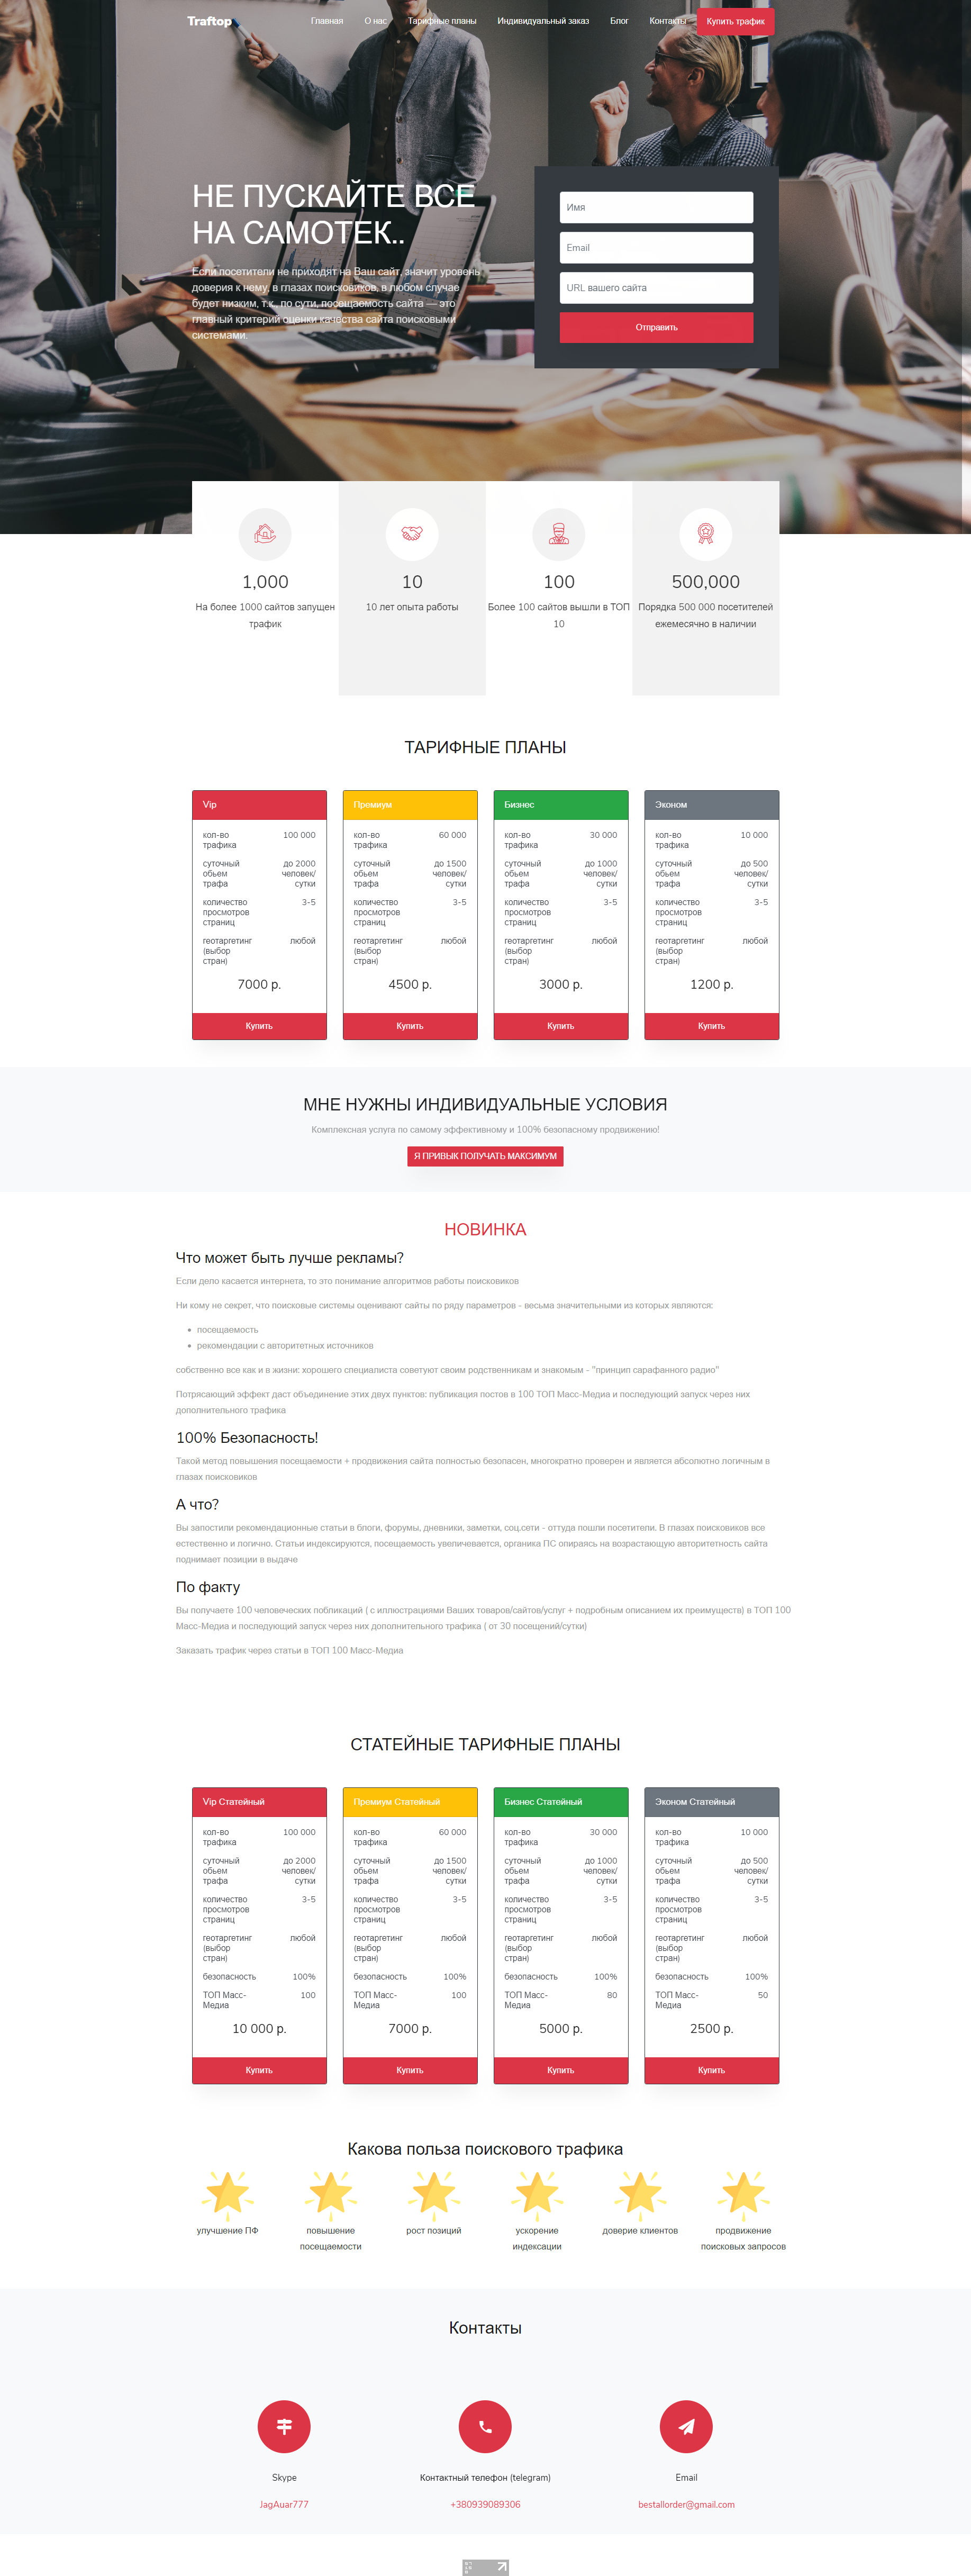 Traftop
Главная
О нас
Тарифные планы
Индивидуальный заказ
Блог
Контакты
Купить трафик
НЕ ПУСКАЙТЕ ВСЕ
НА САМОТЕК..
Если посетители не приходят на Ваш сайт, значит уровень
доверия к нему, в глазах поисковиков, в любом случае
будет низким, т.к., по сути, посещаемость сайта — это
главный критерий оценки качества сайта поисковыми
системами.
Имя
Email
URL вашего сайта
Отправить
1,000
На более 1000 сайтов запущен
трафик
10
10 лет опыта работы
100
Более 100 сайтов вышли в ТОП
10
500,000
Порядка 500 000 посетителей
ежемесячно в наличии
ТАРИФНЫЕ ПЛАНЫ
Vip
кол-во 100 000
трафика
суточный до 2000
обьем человек/
трафа сутки
количество 3-5
просмотров
страниц
геотаргетинг любой
(выбор
стран)
7000 р.
Купить
Премиум
кол-во 60 000
трафика
суточный до 1500
обьем человек/
трафа сутки
количество 3-5
просмотров
страниц
геотаргетинг любой
(выбор
стран)
4500 р.
Купить
Бизнес
кол-во 30 000
трафика
суточный до 1000
обьем человек/
трафа сутки
количество 3-5
просмотров
страниц
геотаргетинг любой
(выбор
стран)
3000 р.
Купить
Эконом
кол-во 10 000
трафика
суточный до 500
обьем человек/
трафа сутки
количество 3-5
просмотров
страниц
геотаргетинг любой
(выбор
стран)
1200 р.
Купить
МНЕ НУЖНЫ ИНДИВИДУАЛЬНЫЕ УСЛОВИЯ
Комплексная услуга по самому эффективному и 100% безопасному продвижению!
Я ПРИВЫК ПОЛУЧАТЬ МАКСИМУМ
НОВИНКА
Что может быть лучше рекламы?
Если дело касается интернета, то это понимание алгоритмов работы поисковиков
Ни кому не секрет, что поисковые системы оценивают сайты по ряду параметров - весьма значительными из которых являются:
посещаемость
рекомендации с авторитетных источников
собственно все как и в жизни: хорошего специалиста советуют своим родственникам и знакомым - "принцип сарафанного радио"
Потрясающий эффект даст объединение этих двух пунктов: публикация постов в 100 ТОП Масс-Медиа и последующий запуск через них
дополнительного трафика
100% Безопасность!
Такой метод повышения посещаемости + продвижения сайта полностью безопасен, многократно проверен и является абсолютно логичным в
глазах поисковиков
А что?
Вы запостили рекомендационные статьи в блоги, форумы, дневники, заметки, соц.сети - оттуда пошли посетители. В глазах поисковиков все
естественно и логично. Статьи индексируются, посещаемость увеличевается, органика ПС опираясь на возрастающую авторитетность сайта
поднимает позиции в выдаче
По факту
Вы получаете 100 человеческих побликаций ( с иллюстрациями Ваших товаров/сайтов/услуг + подробным описанием их преимуществ) в ТОП 100
Масс-Медиа и последующий запуск через них дополнительного трафика ( от 30 посещений/сутки)
Заказать трафик через статьи в ТОП 100 Масс-Медиа
СТАТЕЙНЫЕ ТАРИФНЫЕ ПЛАНЫ
Vip Статейный
кол-во 100 000
трафика
суточный до 2000
обьем человек/
трафа сутки
количество 3-5
просмотров
страниц
геотаргетинг любой
(выбор
стран)
безопасность 100%
ТОП Масс- 100
Медиа
10 000 р.
Купить
Премиум Статейный
кол-во 60 000
трафика
суточный до 1500
обьем человек/
трафа сутки
количество 3-5
просмотров
страниц
геотаргетинг любой
(выбор
стран)
безопасность 100%
ТОП Масс- 100
Медиа
7000 р.
Купить
Бизнес Статейный
кол-во 30 000
трафика
суточный до 1000
обьем человек/
трафа сутки
количество 3-5
просмотров
страниц
геотаргетинг любой
(выбор
стран)
безопасность 100%
ТОП Масс- 80
Медиа
5000 р.
Купить
Эконом Статейный
кол-во 10 000
трафика
суточный до 500
обьем человек/
трафа сутки
количество 3-5
просмотров
страниц
геотаргетинг любой
(выбор
стран)
безопасность 100%
ТОП Масс- 50
Медиа
2500 р.
Купить
Какова польза поискового трафика
улучшение ПФ
повышение
посещаемости
рост позиций
ускорение
индексации
доверие клиентов
продвижение
поисковых запросов
Контакты
Skype
JagAuar777
Контактный телефон (telegram)
+380939089306
Email
bestallorder@gmail.com